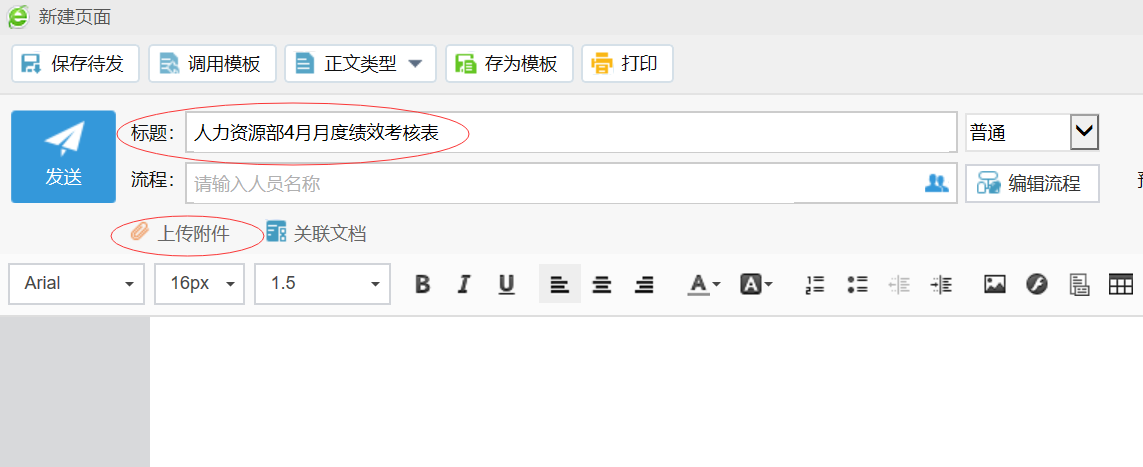 新建页面
保存待发 调用模板 正文类型 存为模板 打印
标题： 人力资源部4月月度绩效考核表 普通
发送
流程： 请输入人员名称 编辑流程
上传附件 关联文档
Arial 16px 1.5 B I U A A